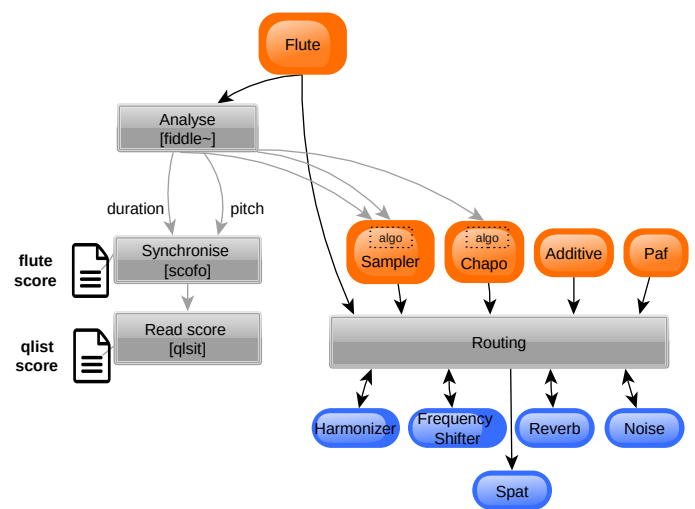 Flute
Analyse
[fiddle~]
duration
pitch
algo
Sampler
algo
Chapo
Additive
Paf
flute
score
Synchronise
[scofo]
qlist
score
Read score
[qlsit]
Routing
Harmonizer
Frequency
Shifter
Reverb
Noise
Spat